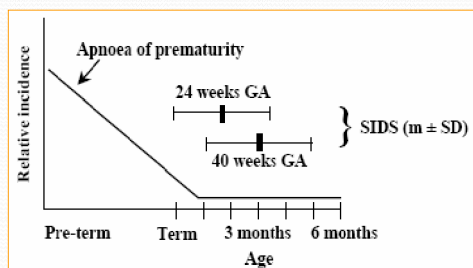 Relative incidence
Apnoea of prematurity
24 weeks GA
SIDS (m ± SD)
40 weeks GA
Pre-term
Term
3 months
6 months
Age